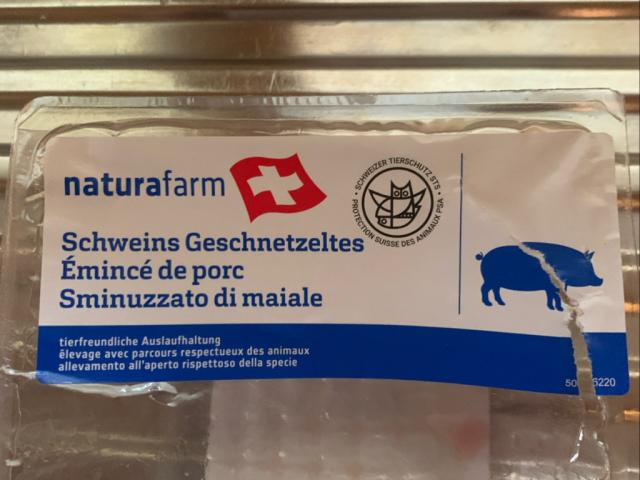 naturafarm
SCHWEIZER TIERSCHUTZ STS
PROTECTION SUISSE DES ANIMAUX PSA
Schweins Geschnetzeltes
Émincé de porc
Sminuzzato di maiale
tierfreundliche Auslaufhaltung
élevage avec parcours respectueux des animaux
allevamento all'aperto rispettoso della specie